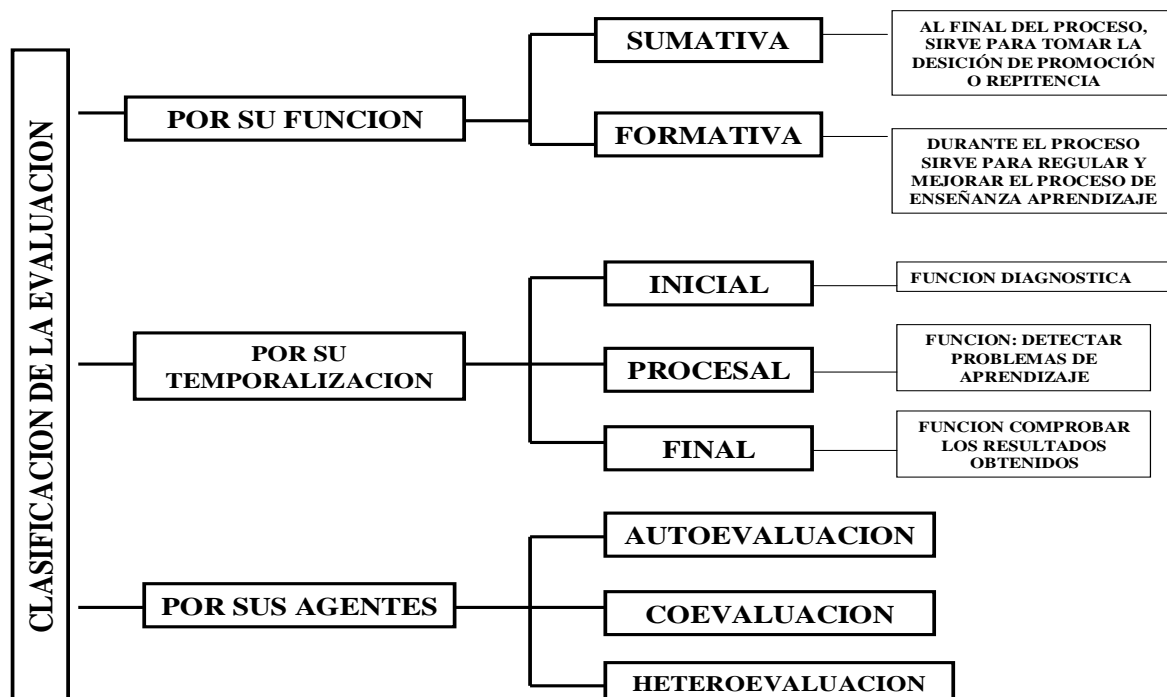 CLASIFICACION DE LA EVALUACION
POR SU FUNCION
SUMATIVA
AL FINAL DEL PROCESO,
SIRVE PARA TOMAR LA
DESICIÓN DE PROMOCIÓN
O REPITENCIA
FORMATIVA
DURANTE EL PROCESO
SIRVE PARA REGULAR Y
MEJORAR EL PROCESO DE
ENSEÑANZA APRENDIZAJE
POR SU
TEMPORALIZACION
INICIAL
FUNCION DIAGNOSTICA
PROCESAL
FUNCION: DETECTAR
PROBLEMAS DE
APRENDIZAJE
FINAL
FUNCION COMPROBAR
LOS RESULTADOS
OBTENIDOS
POR SUS AGENTES
AUTOEVALUACION
COEVALUACION
HETEROEVALUACION